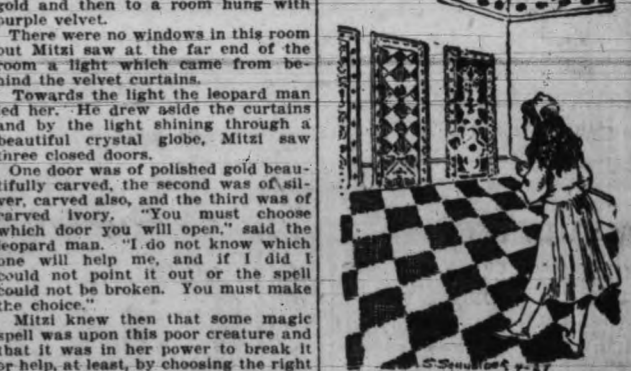 gold and then to a room hung with
purple velvet.
There were no windows in this room
but Mitzi saw at the far end of the
room a light which came from be-
hind the velvet curtains.
Towards the light the leopard man
led her. He drew aside the curtains
and by the light shining through a
beautiful crystal globe, Mitzi saw
three closed doors.
One door was of polished gold beau-
tifully carved, the second was of sil-
ver, carved also, and the third was of
carved ivory. "You must choose
which door you will open," said the
leopard man. "I do not know which
one will help me, and if I did I
could not point it out or the spell
could not be broken. You must make
the choice."
Mitzi knew then that some magic
spell was upon this poor creature and
that it was in her power to break it
or help, at least, by choosing the right